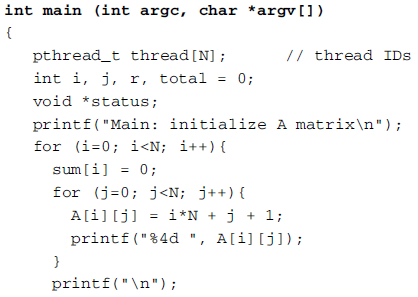 int main (int argc, char *argv[])
{
   pthread_t thread[N];      // thread IDs
   int i, j, r, total = 0;
   void *status;
   printf("Main: initialize A matrix\n");
   for (i=0; i<N; i++){
     sum[i] = 0;
     for (j=0; j<N; j++){
       A[i][j] = i*N + j + 1;
       printf("%4d ", A[i][j]);
     }
     printf("\n");